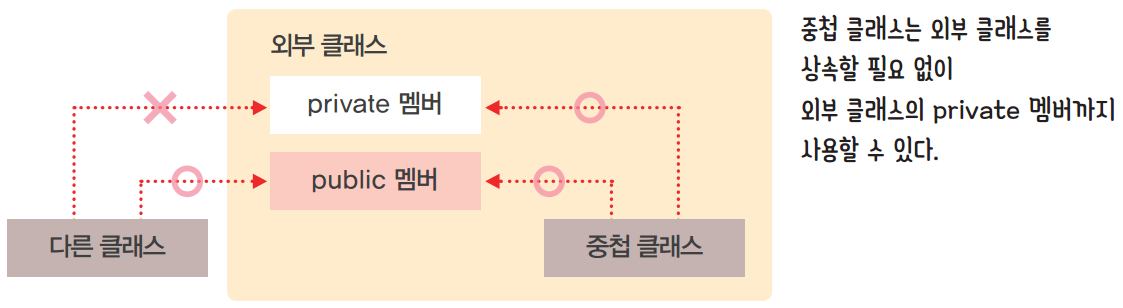 외부 클래스
private 멤버
public 멤버
다른 클래스
중첩 클래스
중첩 클래스는 외부 클래스를
상속할 필요 없이
외부 클래스의 private 멤버까지
사용할 수 있다.